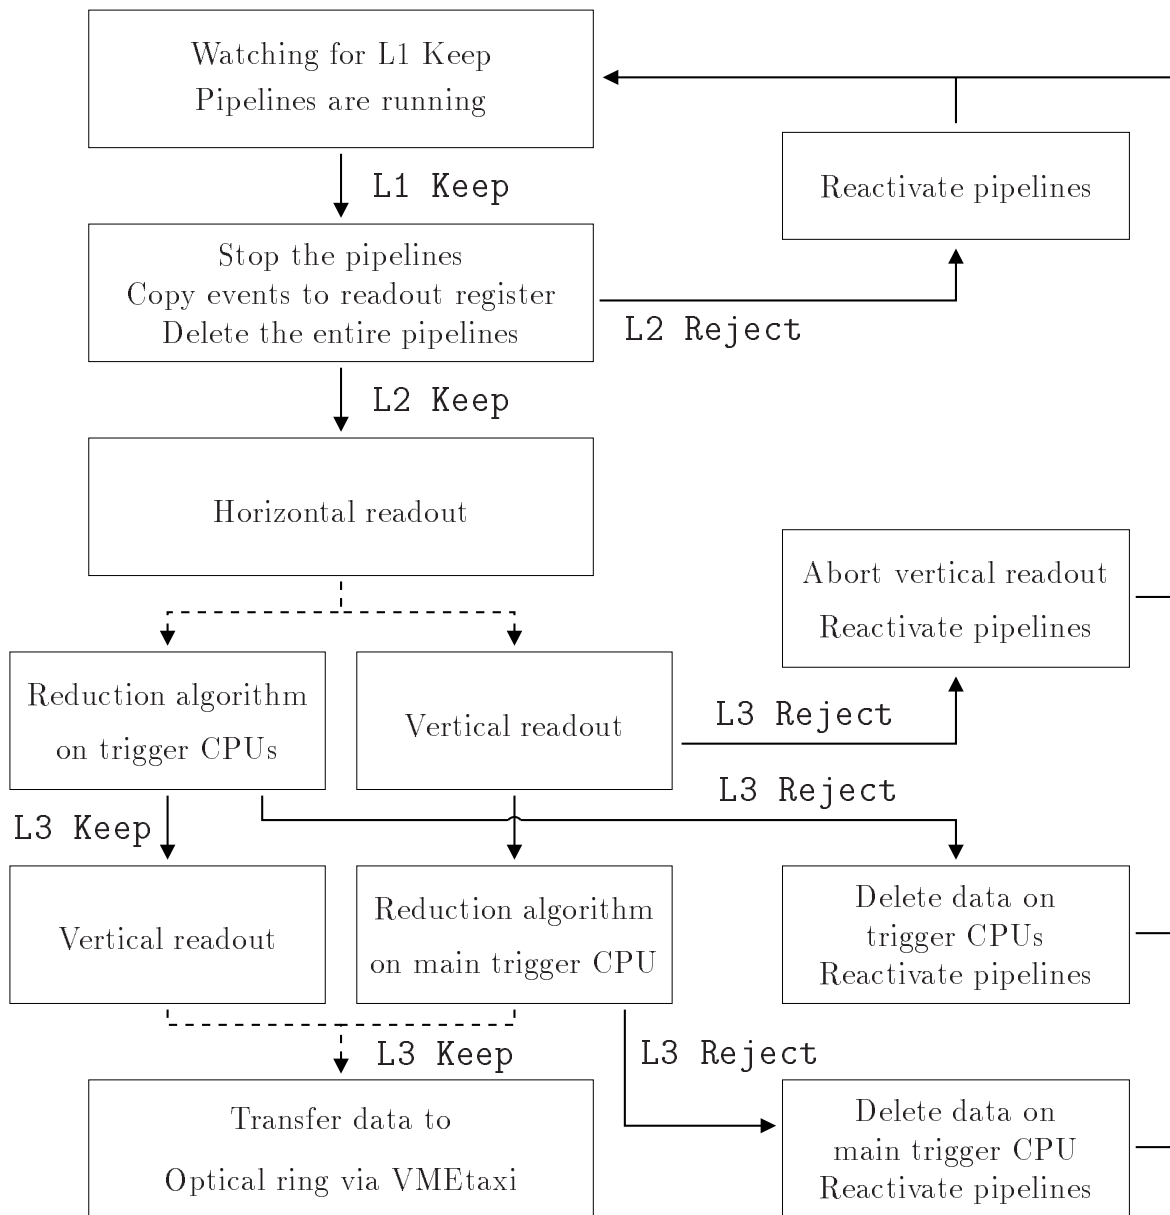 Watching for L1 Keep
Pipelines are running
L1 Keep
Reactivate pipelines
Stop the pipelines
Copy events to readout register
Delete the entire pipelines
L2 Reject
L2 Keep
Horizontal readout
Abort vertical readout
Reactivate pipelines
Reduction algorithm
on trigger CPUs
Vertical readout
L3 Reject
L3 Reject
L3 Keep
Vertical readout
Reduction algorithm
on main trigger CPU
Delete data on
trigger CPUs
Reactivate pipelines
L3 Keep
L3 Reject
Transfer data to
Optical ring via VMEtaxi
Delete data on
main trigger CPU
Reactivate pipelines